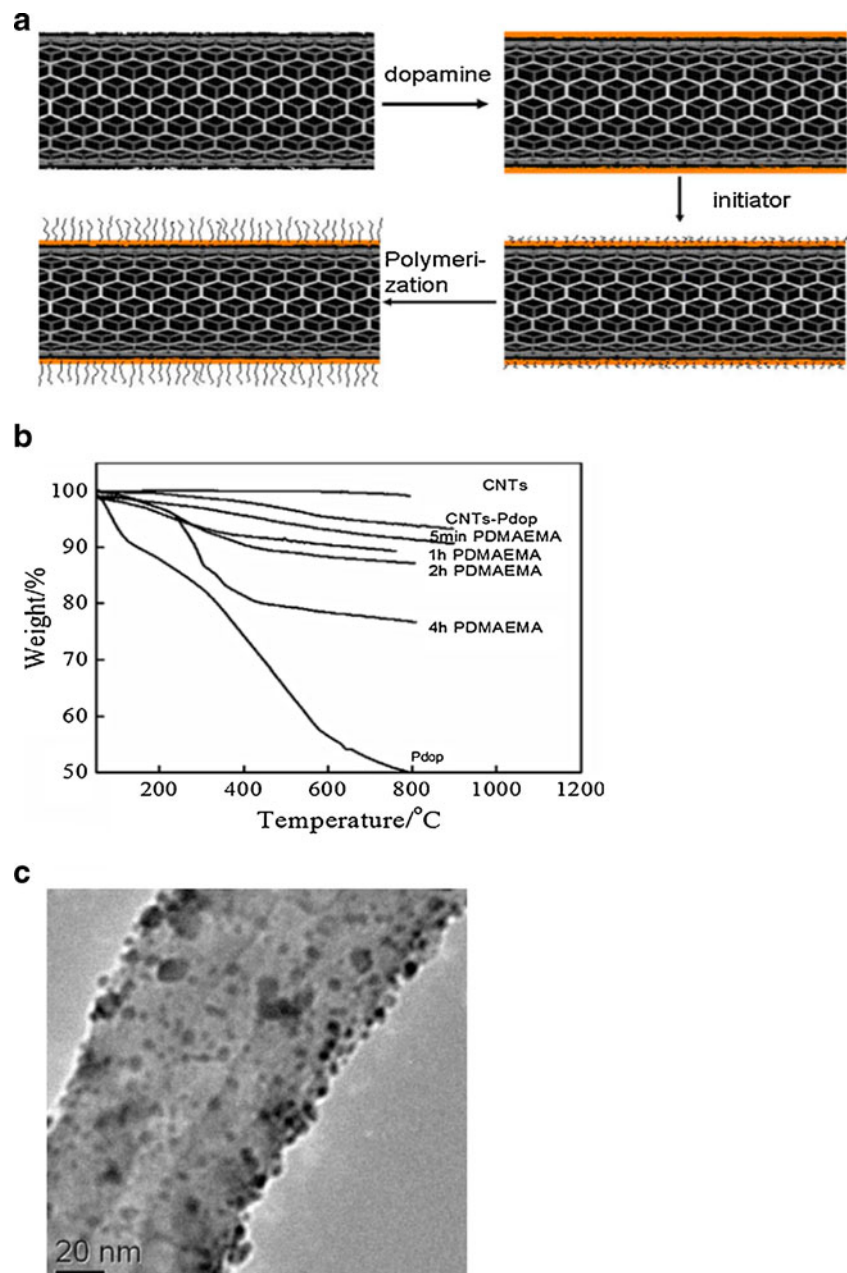 a
dopamine
initiator
Polymeri-
zation
b
100
90
80
70
60
50
Weight/%
CNTs
CNTs-Pdop
5min PDMAEMA
1h PDMAEMA
2h PDMAEMA
4h PDMAEMA
Pdop
200 400 600 800 1000 1200
Temperature/°C
c
20 nm